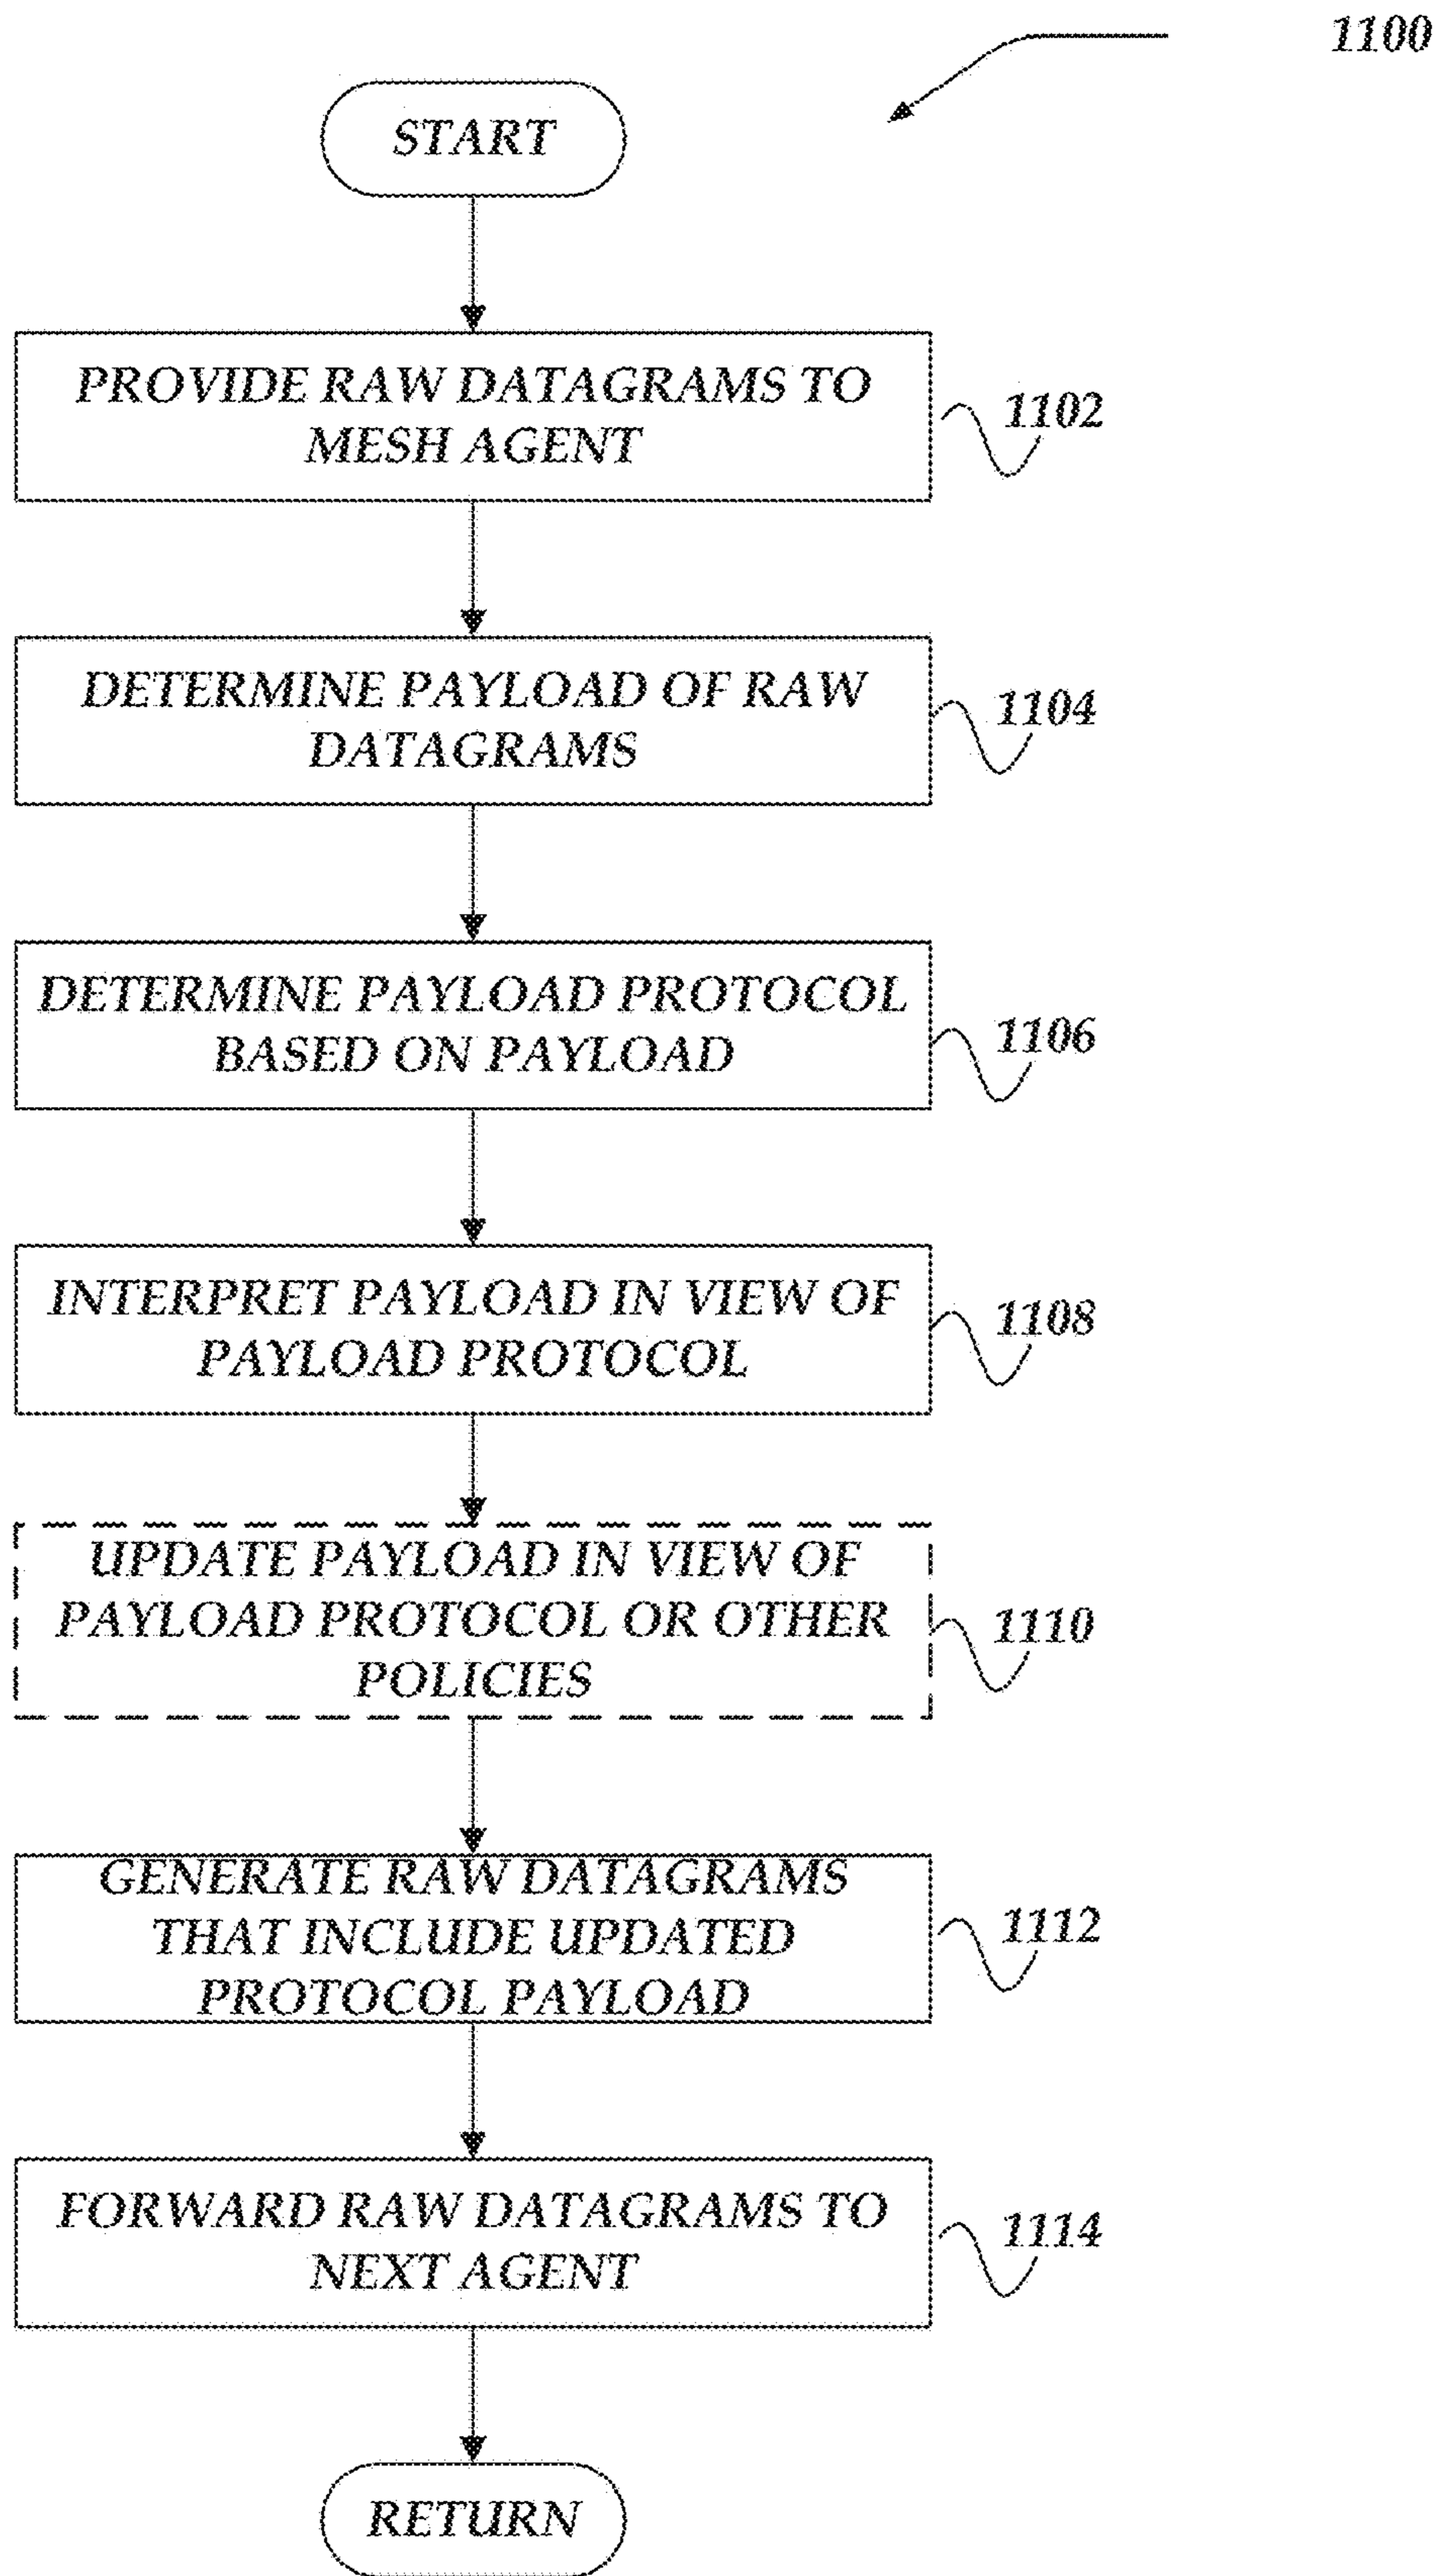 1100
START
PROVIDE RAW DATAGRAMS TO
MESH AGENT
1102
DETERMINE PAYLOAD OF RAW
DATAGRAMS
1104
DETERMINE PAYLOAD PROTOCOL
BASED ON PAYLOAD
1106
INTERPRET PAYLOAD IN VIEW OF
PAYLOAD PROTOCOL
1108
UPDATE PAYLOAD IN VIEW OF
PAYLOAD PROTOCOL OR OTHER
POLICIES
1110
GENERATE RAW DATAGRAMS
THAT INCLUDE UPDATED
PROTOCOL PAYLOAD
1112
FORWARD RAW DATAGRAMS TO
NEXT AGENT
1114
RETURN